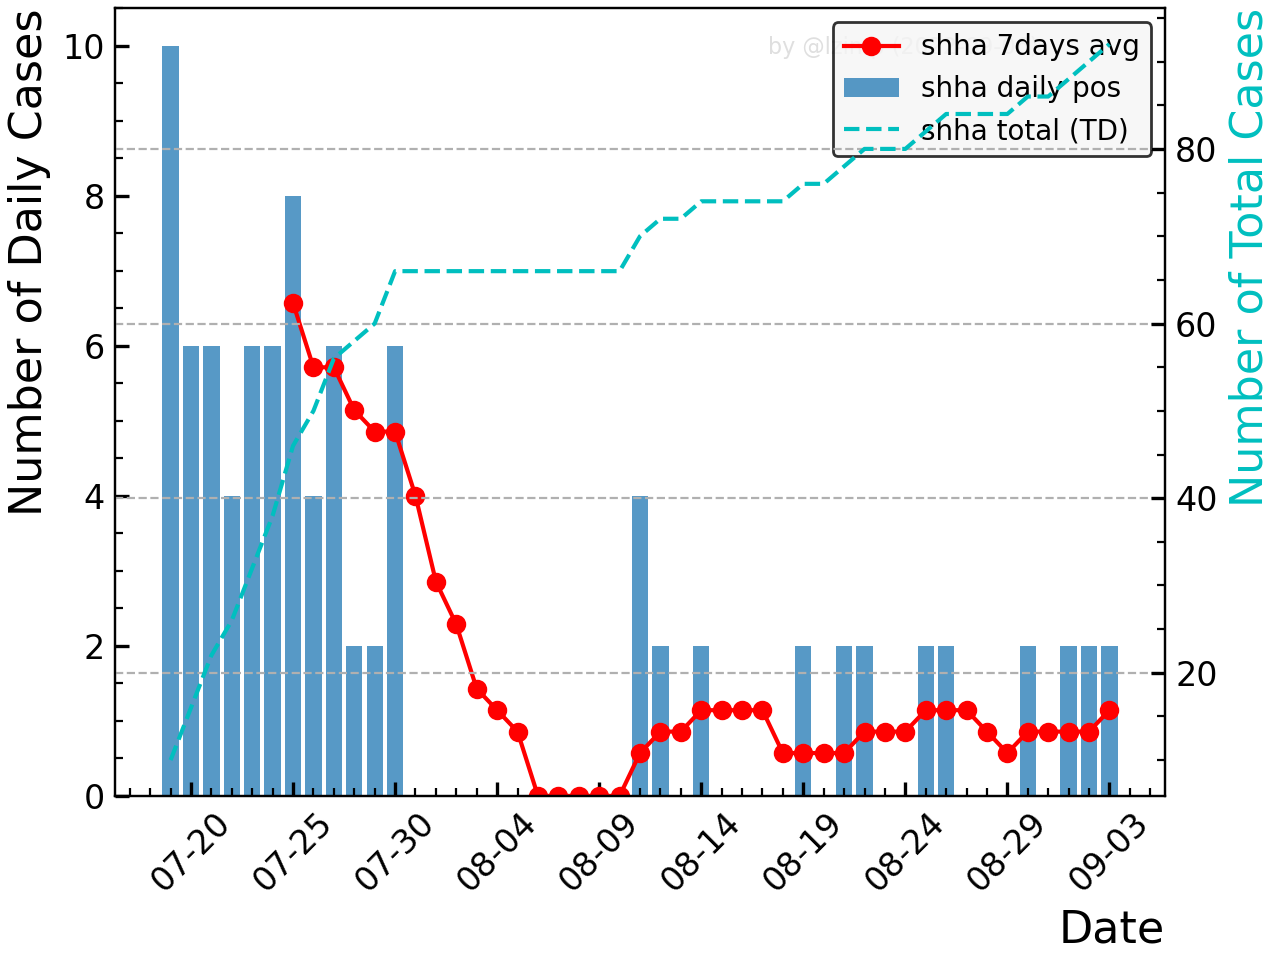 Number of Daily Cases
10
8
6
4
2
0
by @l
shha 7days avg
shha daily pos
shha total (TD)
80
60
40
20
Number of Total Cases
07-20
07-25
07-30
08-04
08-09
08-14
08-19
08-24
08-29
09-03
Date